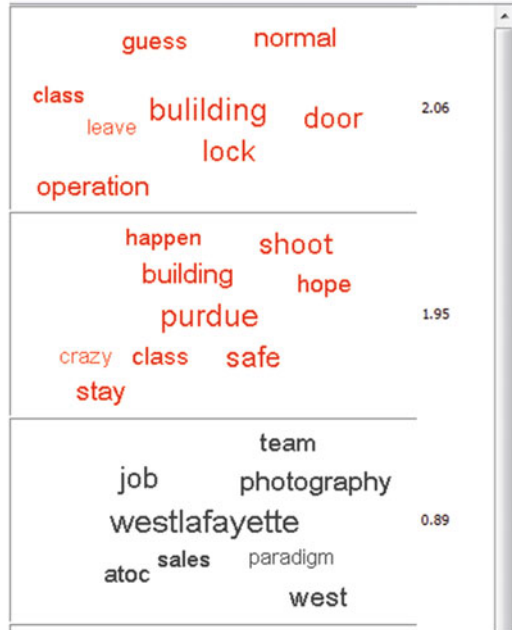 guess normal
class bulilding door 2.06
leave
lock
operation
happen shoot
building hope
purdue 1.95
crazy class safe
stay
team
job photography
westlafayette 0.89
sales paradigm
atoc
west